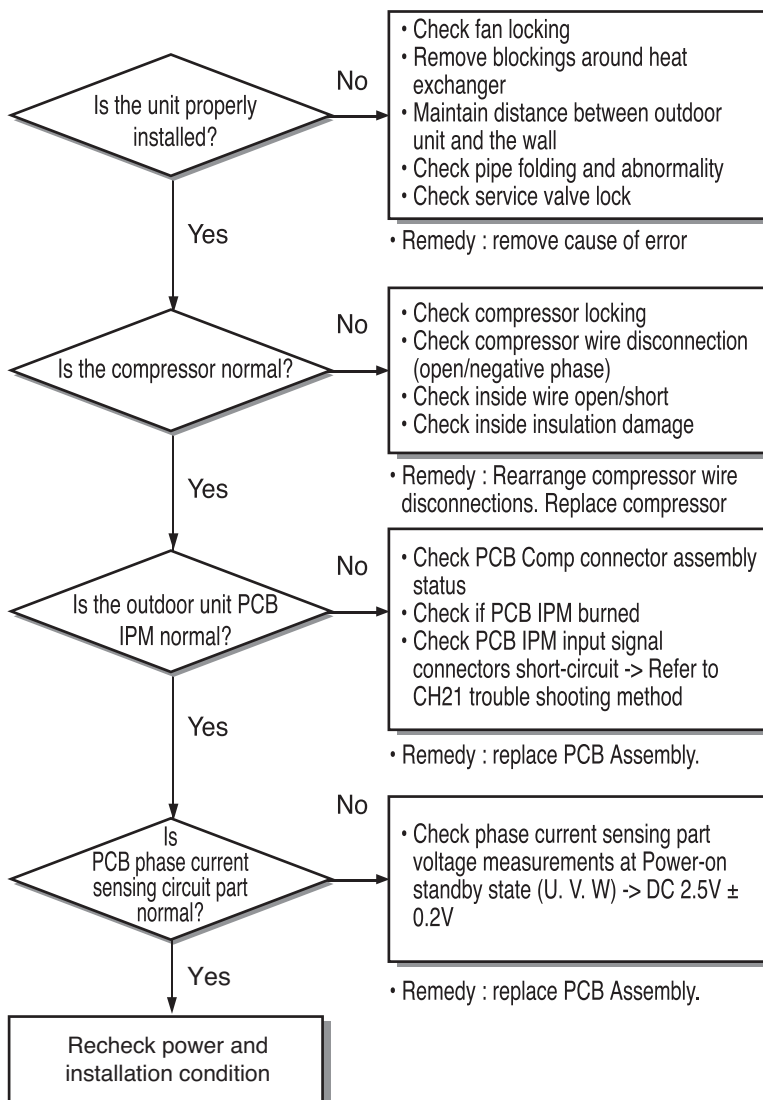 Is the unit properly
installed?
No
• Check fan locking
• Remove blockings around heat
exchanger
• Maintain distance between outdoor
unit and the wall
• Check pipe folding and abnormality
• Check service valve lock
• Remedy : remove cause of error
Yes
Is the compressor normal?
No
• Check compressor locking
• Check compressor wire disconnection
(open/negative phase)
• Check inside wire open/short
• Check inside insulation damage
• Remedy : Rearrange compressor wire
disconnections. Replace compressor
Yes
Is the outdoor unit PCB
IPM normal?
No
• Check PCB Comp connector assembly
status
• Check if PCB IPM burned
• Check PCB IPM input signal
connectors short-circuit -> Refer to
CH21 trouble shooting method
• Remedy : replace PCB Assembly.
Yes
Is
PCB phase current
sensing circuit part
normal?
No
• Check phase current sensing part
voltage measurements at Power-on
standby state (U. V. W) -> DC 2.5V ±
0.2V
• Remedy : replace PCB Assembly.
Yes
Recheck power and
installation condition